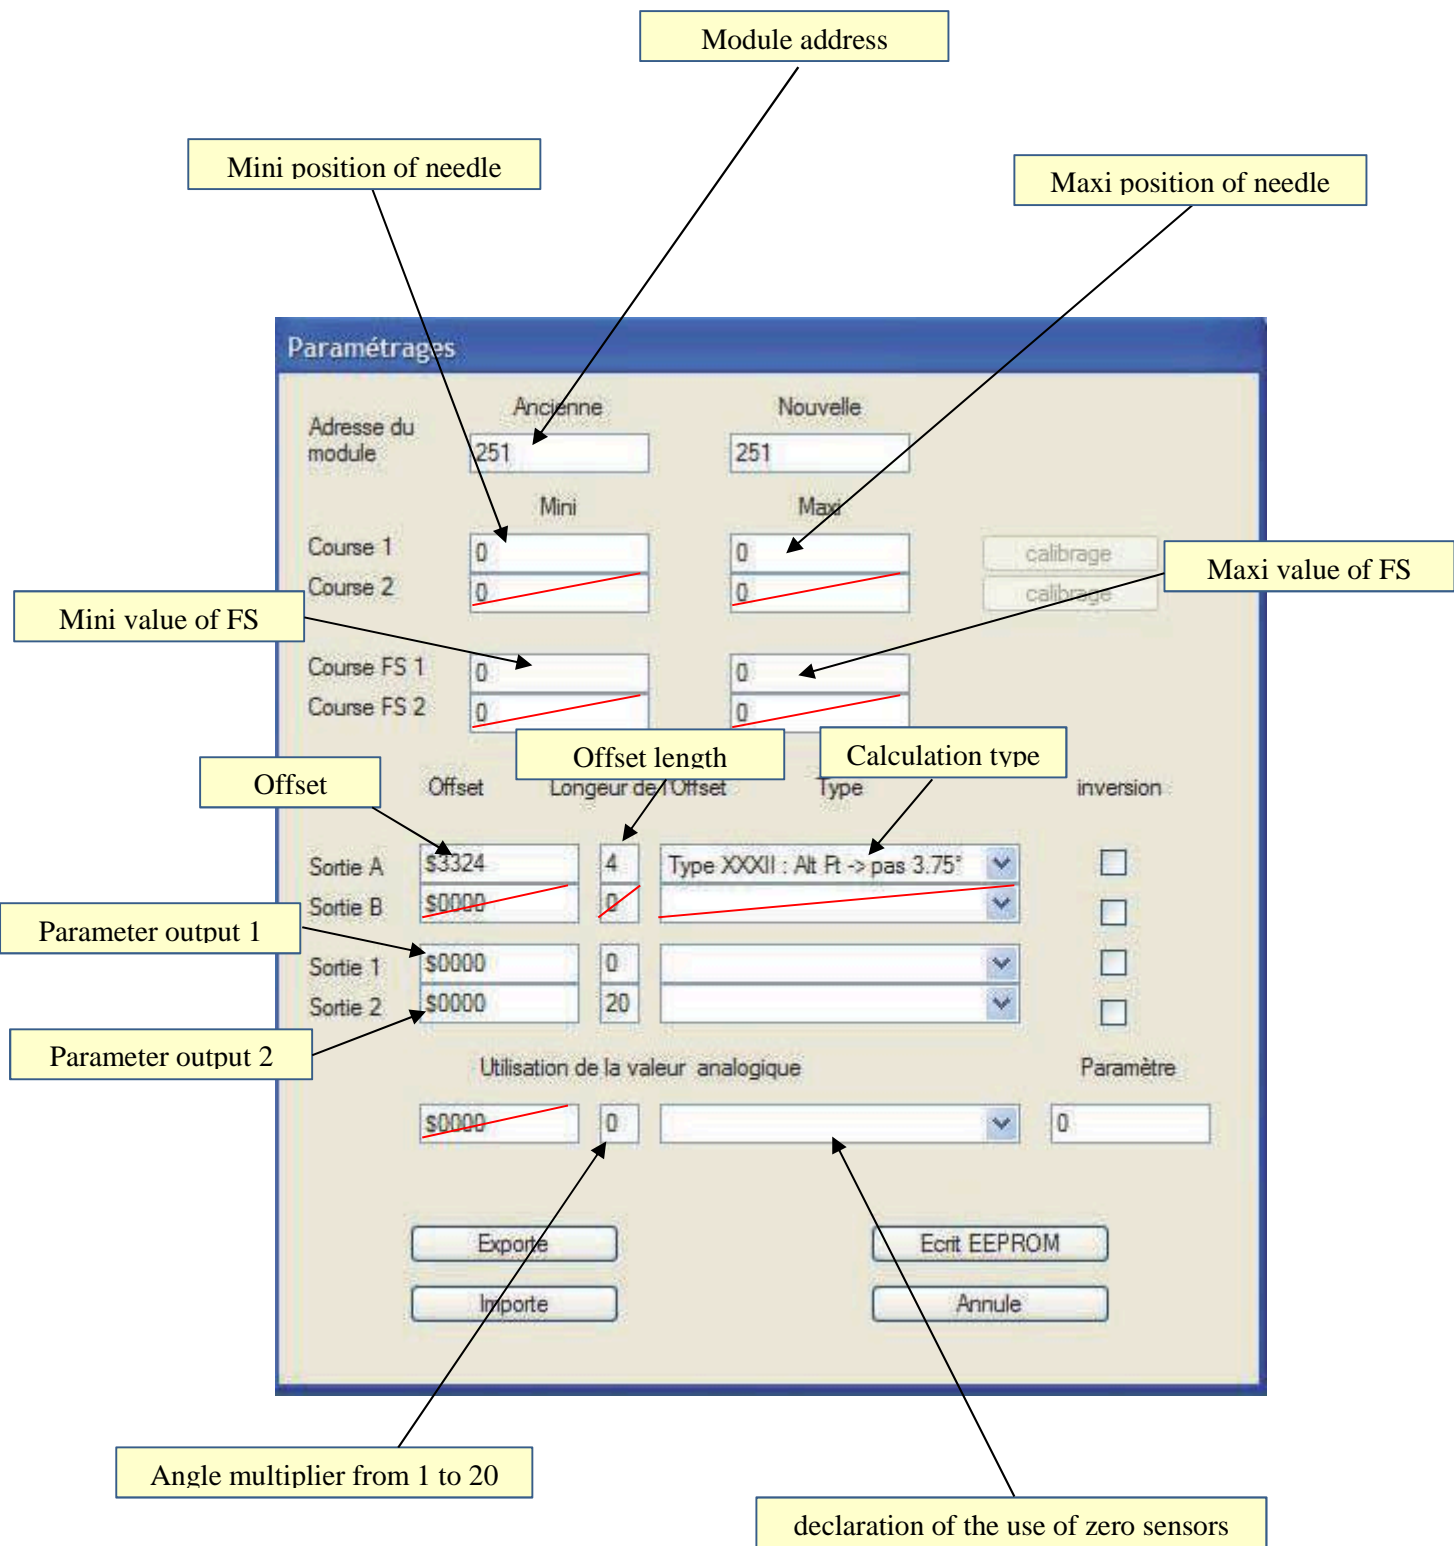 Module address
Mini position of needle
Maxi position of needle
Paramétrages
Ancienne Nouvelle
Adresse du
module 251 251
Mini Maxi
Course 1 0 0 calibrage
Course 2 0 0 calibrage
Maxi value of FS
Mini value of FS
Course FS 1 0 0
Course FS 2 0 0
Offset length
Calculation type
Offset
Offset Longeur de l'Offset Type inversion
Sortie A $3324 4 Type XXXII : Alt Ft -> pas 3.75°
Sortie B $0000 0
Parameter output 1
Sortie 1 $0000 0
Sortie 2 $0000 20
Parameter output 2
Utilisation de la valeur analogique Paramètre
$0000 0 0
Exporte Ecrit EEPROM
Importe Annule
Angle multiplier from 1 to 20
declaration of the use of zero sensors